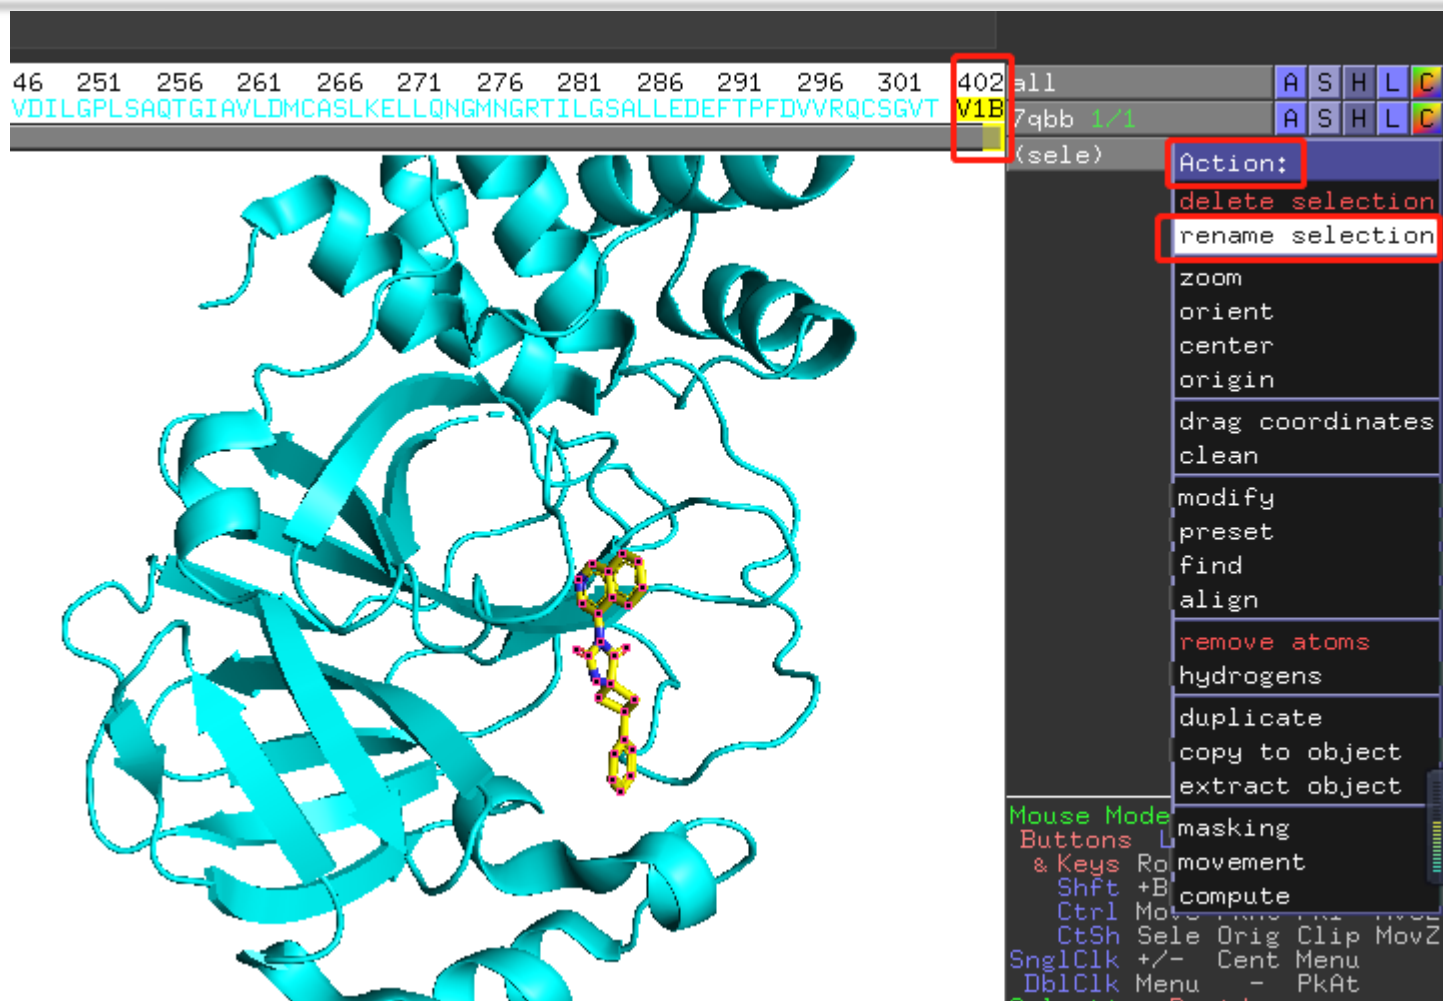 46 251 256 261 266 271 276 281 286 291 296 301 402
VDILGPLSAQTGIAVLDMCASLKELLQNGMNGRTILGSALLEDEFTPFDVVRQCSGVT V1B
all A S H L C
7qbb 1/1 A S H L C
(sele)
Action:
delete selection
rename selection
zoom
orient
center
origin
drag coordinates
clean
modify
preset
find
align
remove atoms
hydrogens
duplicate
copy to object
extract object
masking
movement
compute
Mouse Mode
Buttons L
& Keys Ro
Shft +B
Ctrl Mov
CtSh Sele Orig Clip MovZ
SnglClk +/- Cent Menu
DblClk Menu - PkAt